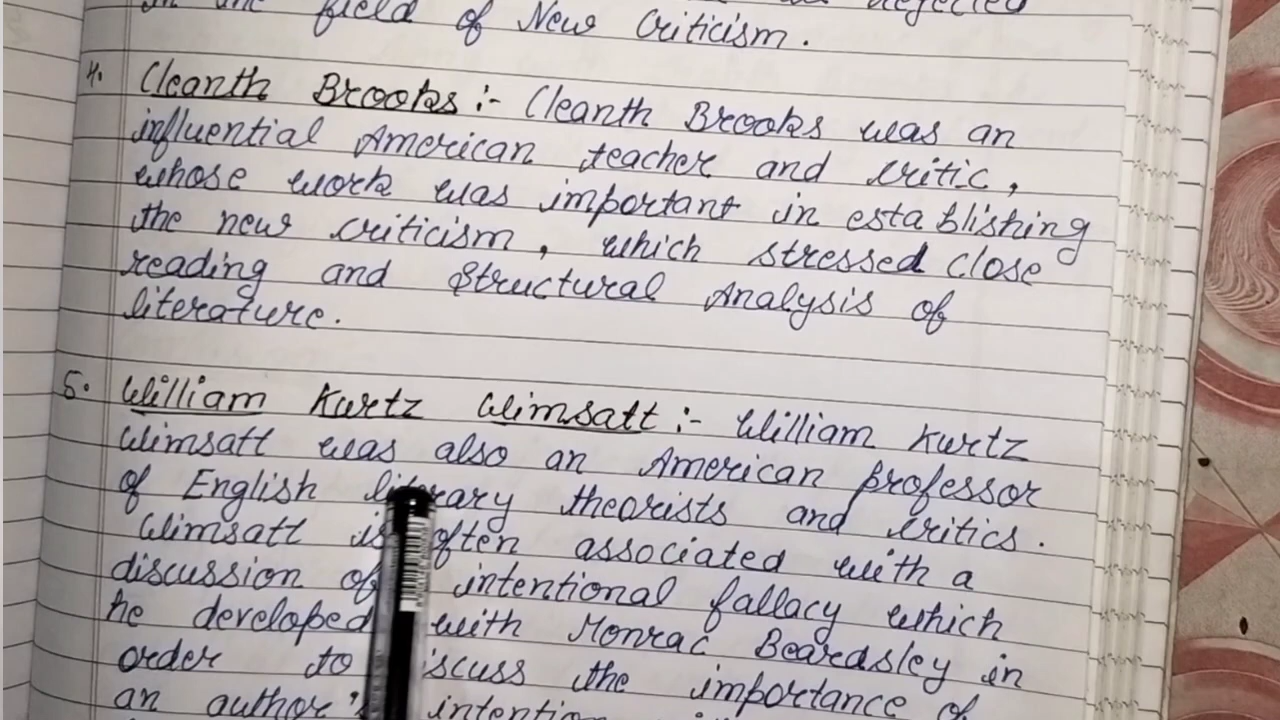 field of New Criticism.
4. Cleanth Brooks :- Cleanth Brooks was an
influential American teacher and critic,
whose work was important in establishing
the new criticism, which stressed close
reading and Structural Analysis of
literature.
5. William Kurtz Wimsatt :- William Kurtz
Wimsatt was also an American professor
of English literary theorists and critics.
Wimsatt is often associated with a
discussion of intentional fallacy which
he developed with Monrae Beardsley in
order to the importance of
an author's